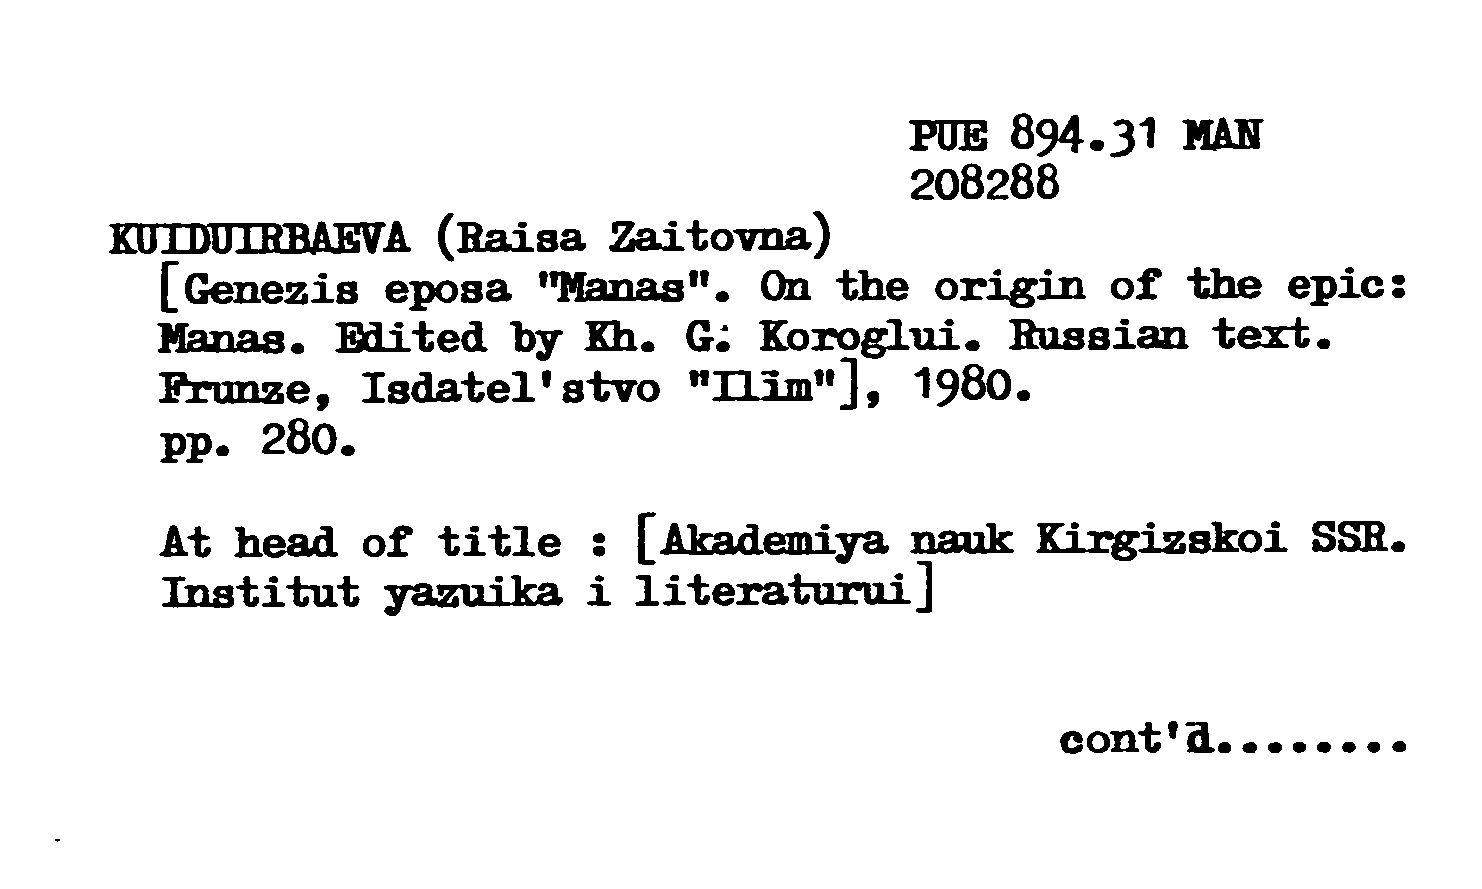 PUE 894.31 MAN
208288
KUIDUIRBAEVA (Raisa Zaitovna)
[Genezis eposa "Manas". On the origin of the epic:
Manas. Edited by Kh. G. Koroglui. Russian text.
Frunze, Isdatel'stvo "Ilim"], 1980.
pp. 280.
At head of title : [Akademiya nauk Kirgizskoi SSR.
Institut yazuika i literaturui]
cont'd........